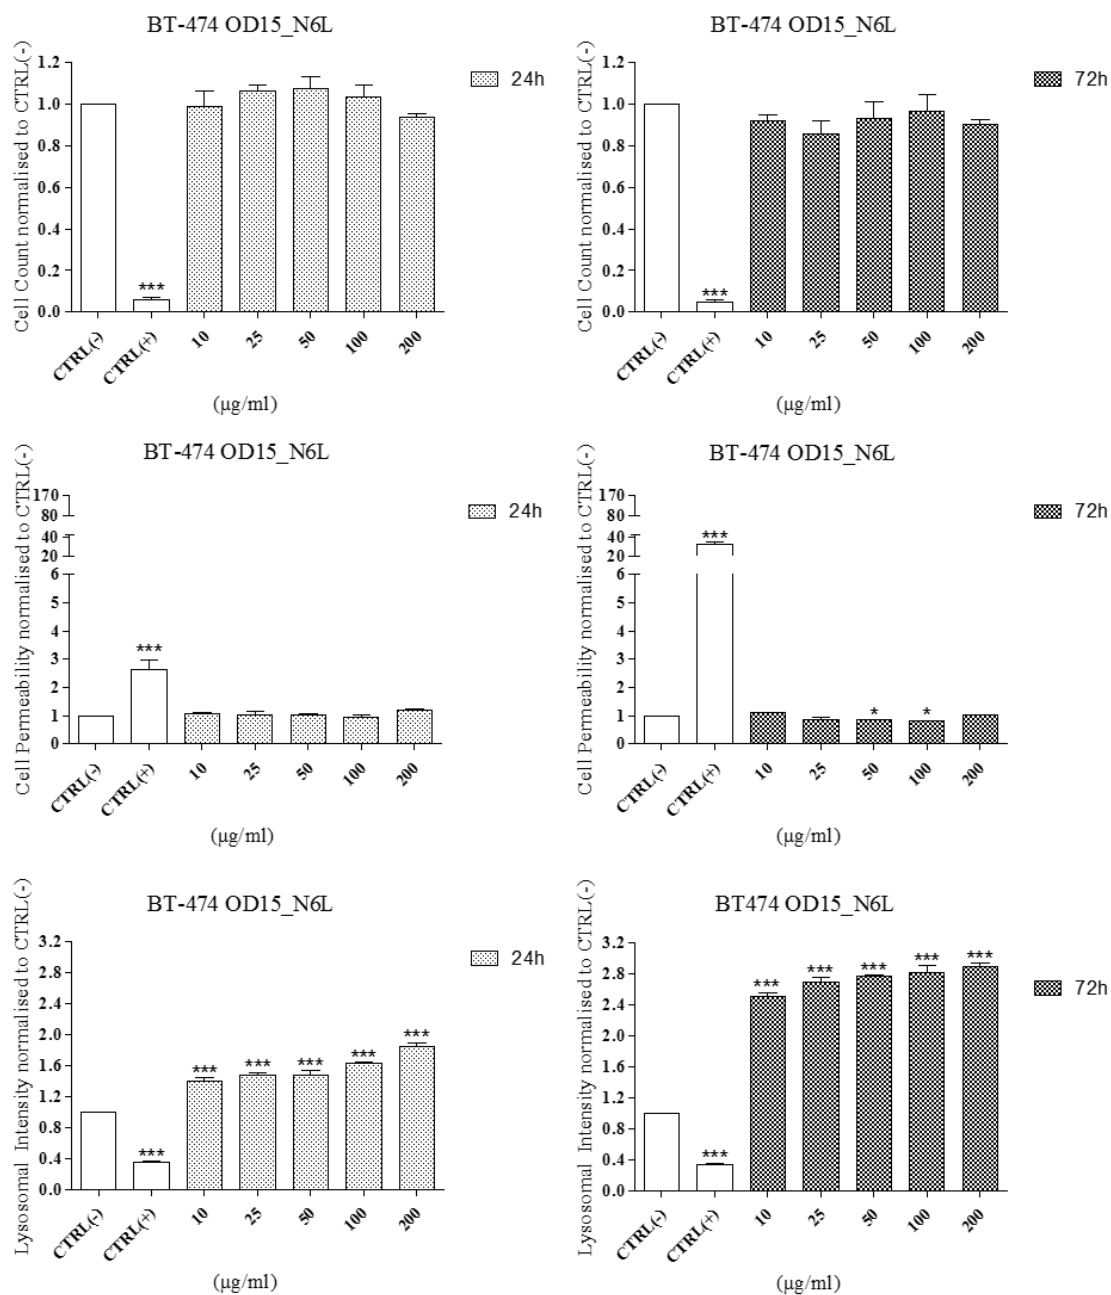 BT-474 OD15_N6L
Cell Count normalised to CTRL(-)
1.2
1.0
0.8
0.6
0.4
0.2
0.0
***
24h
CTRL(-)
CTRL(+)
10
25
50
100
200
(µg/ml)
BT-474 OD15_N6L
Cell Count normalised to CTRL(-)
1.2
1.0
0.8
0.6
0.4
0.2
0.0
***
72h
CTRL(-)
CTRL(+)
10
25
50
100
200
(µg/ml)
BT-474 OD15_N6L
Cell Permeability normalised to CTRL(-)
170
80
40
20
6
5
4
3
2
1
0
***
24h
CTRL(-)
CTRL(+)
10
25
50
100
200
(µg/ml)
BT-474 OD15_N6L
Cell Permeability normalised to CTRL(-)
170
80
40
20
6
5
4
3
2
1
0
***
*
*
72h
CTRL(-)
CTRL(+)
10
25
50
100
200
(µg/ml)
BT-474 OD15_N6L
Lysosomal Intensity normalised to CTRL(-)
3.2
2.8
2.4
2.0
1.6
1.2
0.8
0.4
0.0
***
***
***
***
***
***
24h
CTRL(-)
CTRL(+)
10
25
50
100
200
(µg/ml)
BT474 OD15_N6L
Lysosomal Intensity normalised to CTRL(-)
3.2
2.8
2.4
2.0
1.6
1.2
0.8
0.4
0.0
***
***
***
***
***
***
72h
CTRL(-)
CTRL(+)
10
25
50
100
200
(µg/ml)